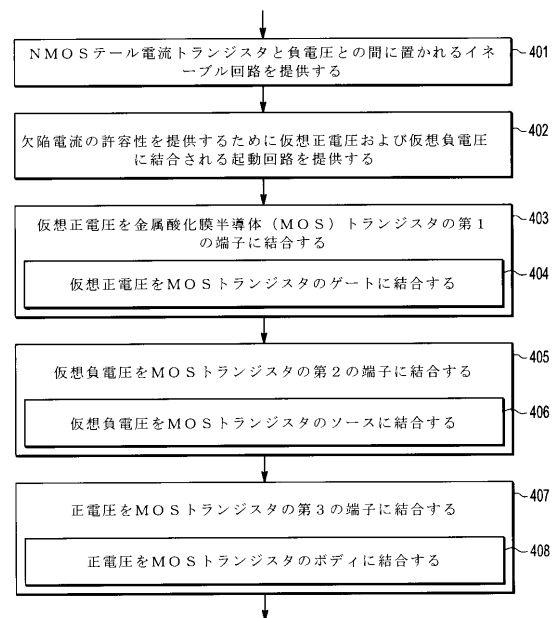 NMOSテール電流トランジスタと負電圧との間に置かれるイネ
ーブル回路を提供する
401
欠陥電流の許容性を提供するために仮想正電圧および仮想負電圧
に結合される起動回路を提供する
402
仮想正電圧を金属酸化膜半導体(MOS)トランジスタの第1
の端子に結合する
403
仮想正電圧をMOSトランジスタのゲートに結合する
404
仮想負電圧をMOSトランジスタの第2の端子に結合する
405
仮想負電圧をMOSトランジスタのソースに結合する
406
正電圧をMOSトランジスタの第3の端子に結合する
407
正電圧をMOSトランジスタのボディに結合する
408